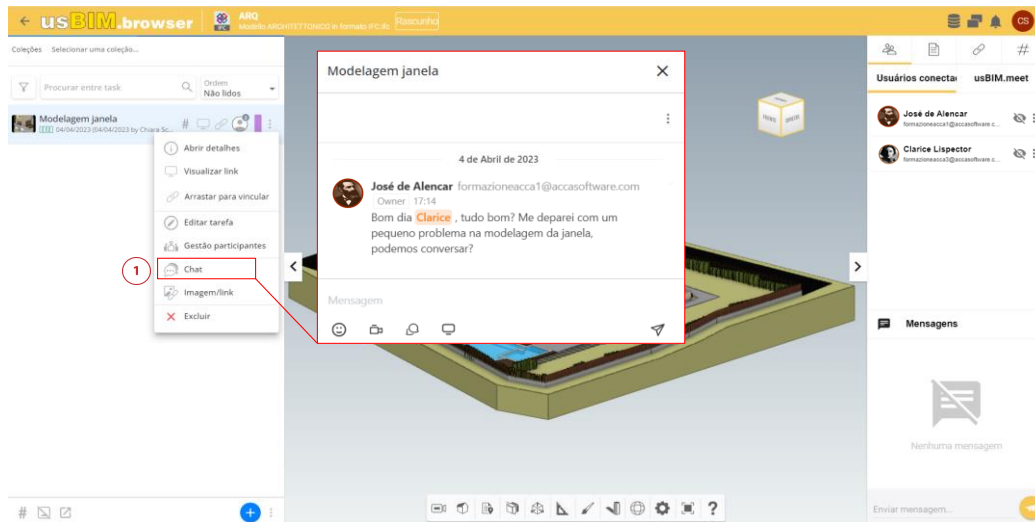 usBIM.browser
IFC
ARQ
Modello ARCHITETTONICO in formato IFC.ifc
Rascunho
CS
Coleções Selecionar uma coleção...
Procurar entre task
Ordem
Não lidos
Modelagem janela
04/04/2023 (04/04/2023 by Chiara Sc...
Abrir detalhes
Visualizar link
Arrastar para vincular
Editar tarefa
Gestão participantes
1
Chat
Imagem/link
Excluir
Modelagem janela
4 de Abril de 2023
José de Alencar formazioneacca1@accasoftware.com
Owner 17:14
Bom dia Clarice , tudo bom? Me deparei com um
pequeno problema na modelagem da janela,
podemos conversar?
Mensagem
Usuários conecta
usBIM.meet
José de Alencar
formazioneacca1@accasoftware.c...
Clarice Lispector
formazioneacca3@accasoftware.c...
Mensagens
Nenhuma mensagem
Enviar mensagem...